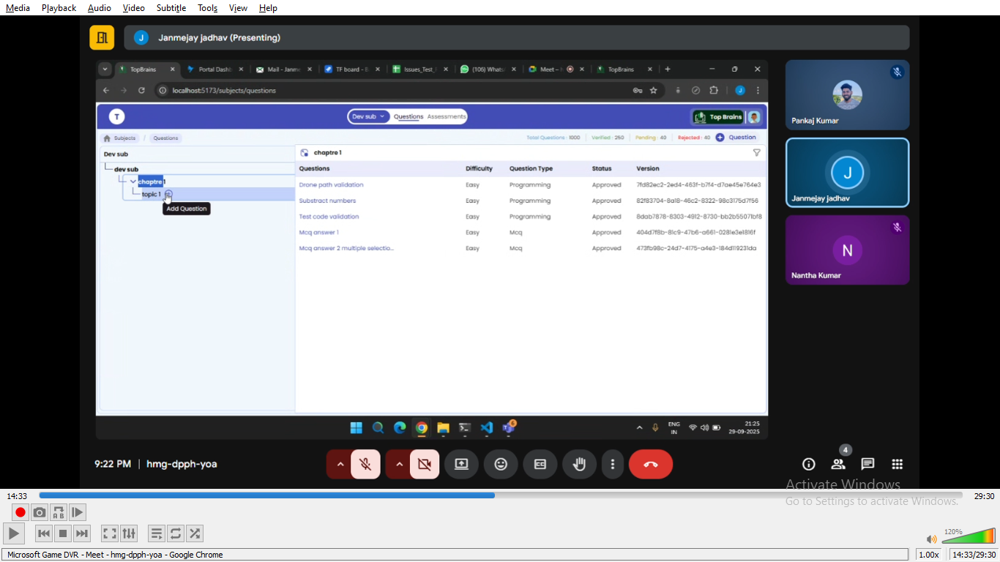 Media Playback Audio Video Subtitle Tools View Help
J Janmejay jadhav (Presenting)
TopBrains Portal Dashb Mail - Janme TF board - B Issues_Test_ (106) Whats Meet – TopBrains
localhost:5173/subjects/questions
T Dev sub Questions Assessments Top Brains
Subjects / Questions Total Questions : 1000 Verified : 250 Pending : 40 Rejected : 40 Question
Dev sub
dev sub
chaptre 1
topic 1
Add Question
chaptre 1
Questions Difficulty Question Type Status Version
Drone path validation Easy Programming Approved 7fd82ec2-2ed4-463f-b7f4-d7ae45e764e3
Substract numbers Easy Programming Approved 82f83704-8a18-46c2-8322-98c3175d7f56
Test code validation Easy Programming Approved 8dab7878-8303-4912-8730-bb2b55071bf8
Mcq answer 1 Easy Mcq Approved 404d7f8b-81c9-47b6-a661-0281e3e1816f
Mcq answer 2 multiple selectio... Easy Mcq Approved 473fb98c-24d7-4175-a4e3-184d119231da
6
ENG
IN
21:25
29-09-2025
Pankaj Kumar
J
Janmejay jadhav
N
Nantha Kumar
9:22 PM | hmg-dpph-yoa
4
Activate Windows
Go to Settings to activate Windows.
14:33 29:30
A B
120%
Microsoft Game DVR - Meet - hmg-dpph-yoa - Google Chrome 1.00x 14:33/29:30